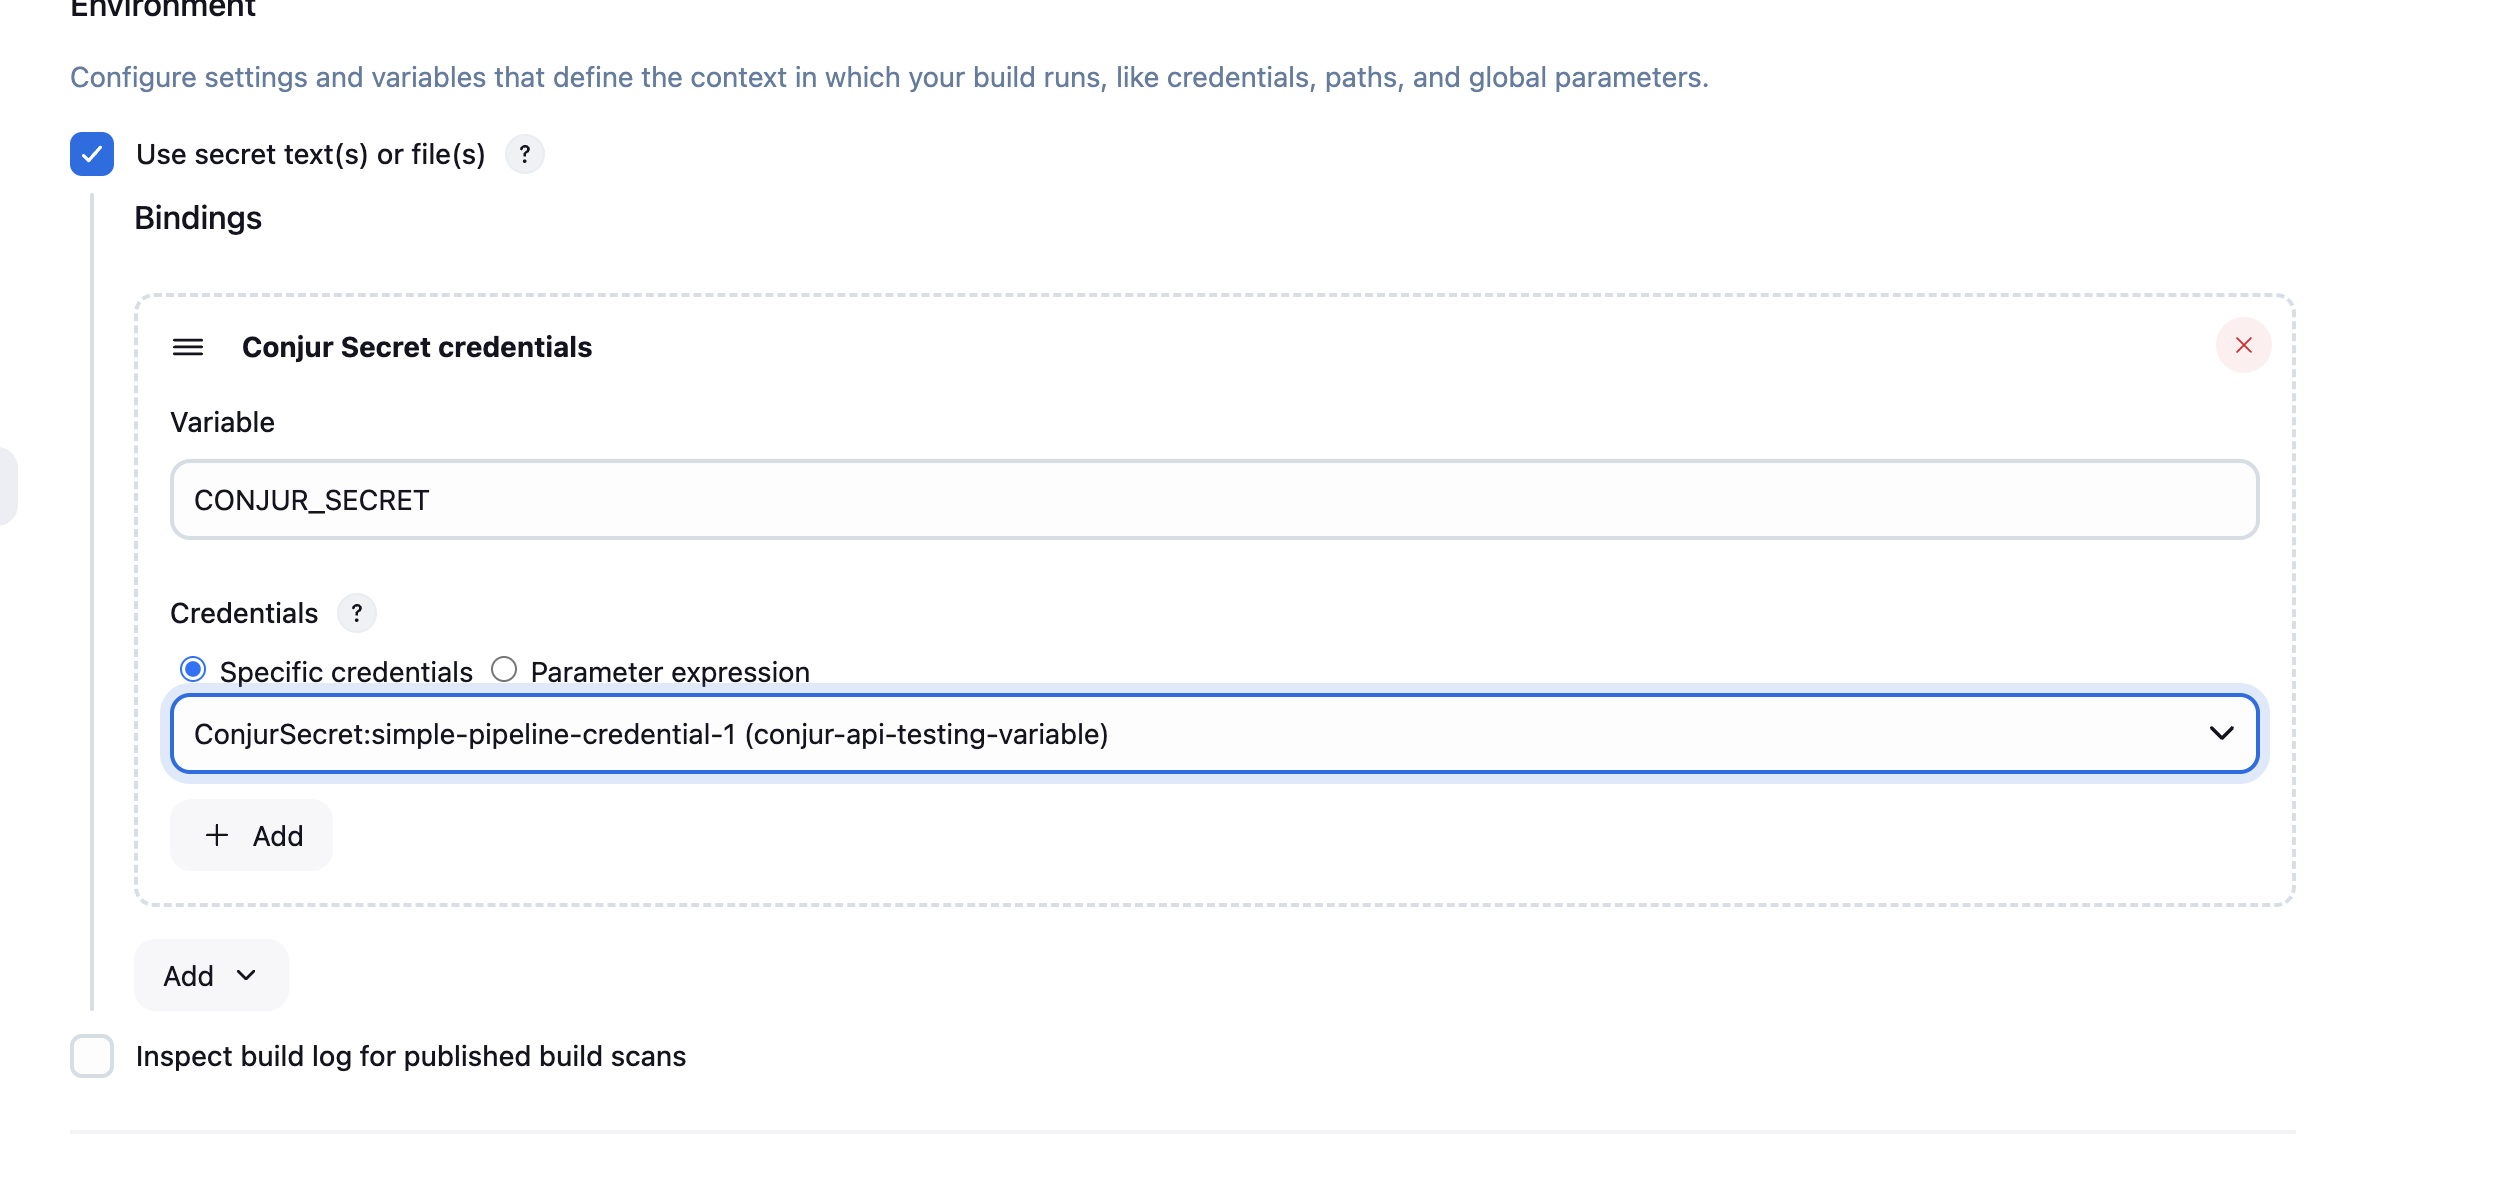 Environment
Configure settings and variables that define the context in which your build runs, like credentials, paths, and global parameters.
Use secret text(s) or file(s) ?
Bindings
Conjur Secret credentials
Variable
CONJUR_SECRET
Credentials ?
Specific credentials Parameter expression
ConjurSecret:simple-pipeline-credential-1 (conjur-api-testing-variable)
Add
Add
Inspect build log for published build scans